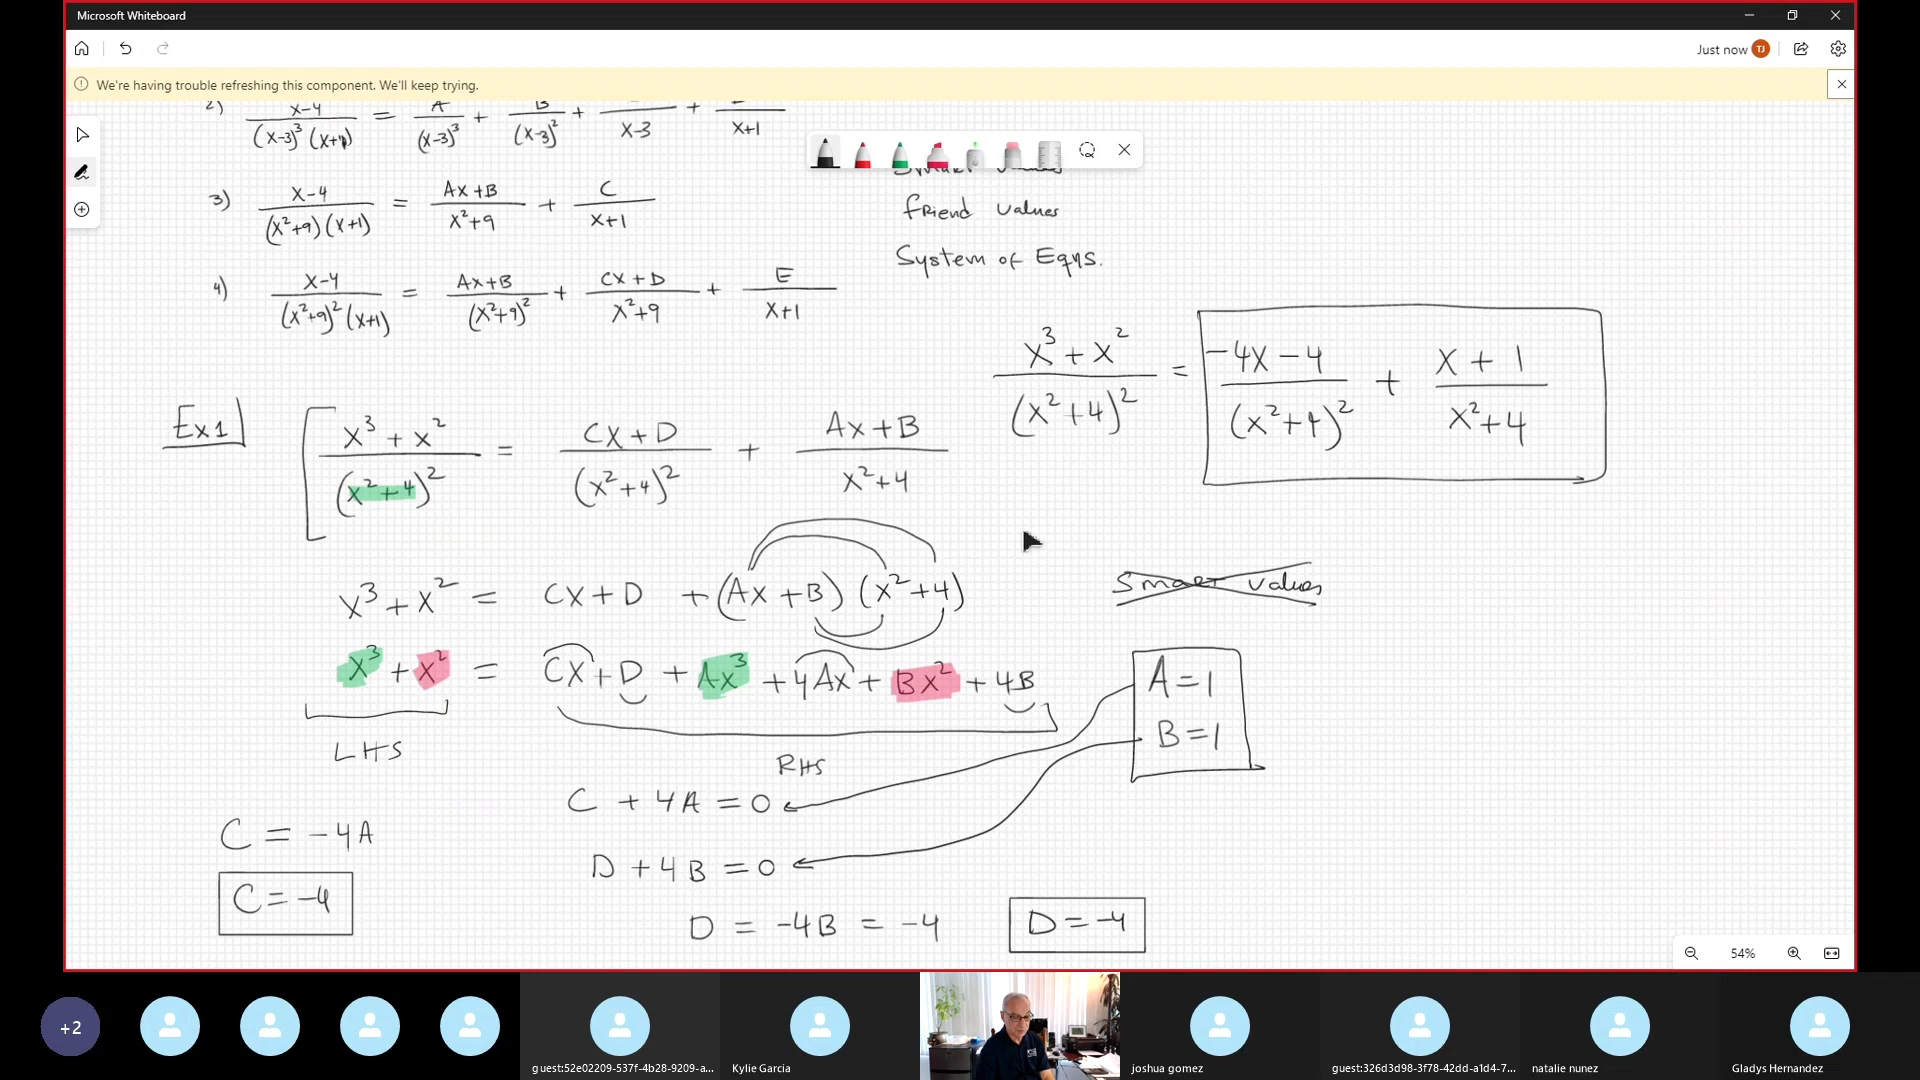 Microsoft Whiteboard
Just now TJ
We're having trouble refreshing this component. We'll keep trying.
2) x-4 / (x-3)³ (x+1) = A / (x-3)³ + B / (x-3)² + / x-3 + / x+1
3) x-4 / (x²+9)(x+1) = Ax+B / x²+9 + C / x+1
Smart values
friend values
System of Eqns.
4) x-4 / (x²+9)² (x+1) = Ax+B / (x²+9)² + Cx+D / x²+9 + E / x+1
x³+x² / (x²+4)² = -4x-4 / (x²+4)² + x+1 / x²+4
Ex1 x³+x² / (x²+4)² = Cx+D / (x²+4)² + Ax+B / x²+4
x³+x² = Cx+D + (Ax+B) (x²+4)
Smart values
x³+x² = Cx+D + Ax³ + 4Ax + Bx² + 4B
A=1
B=1
LHS
RHS
C + 4A = 0
C = -4A
D + 4B = 0
C = -4
D = -4B = -4
D = -4
54%
+2
guest:52e02209-537f-4b28-9209-a...
Kylie Garcia
joshua gomez
guest:326d3d98-3f78-42dd-a1d4-7...
natalie nunez
Gladys Hernandez